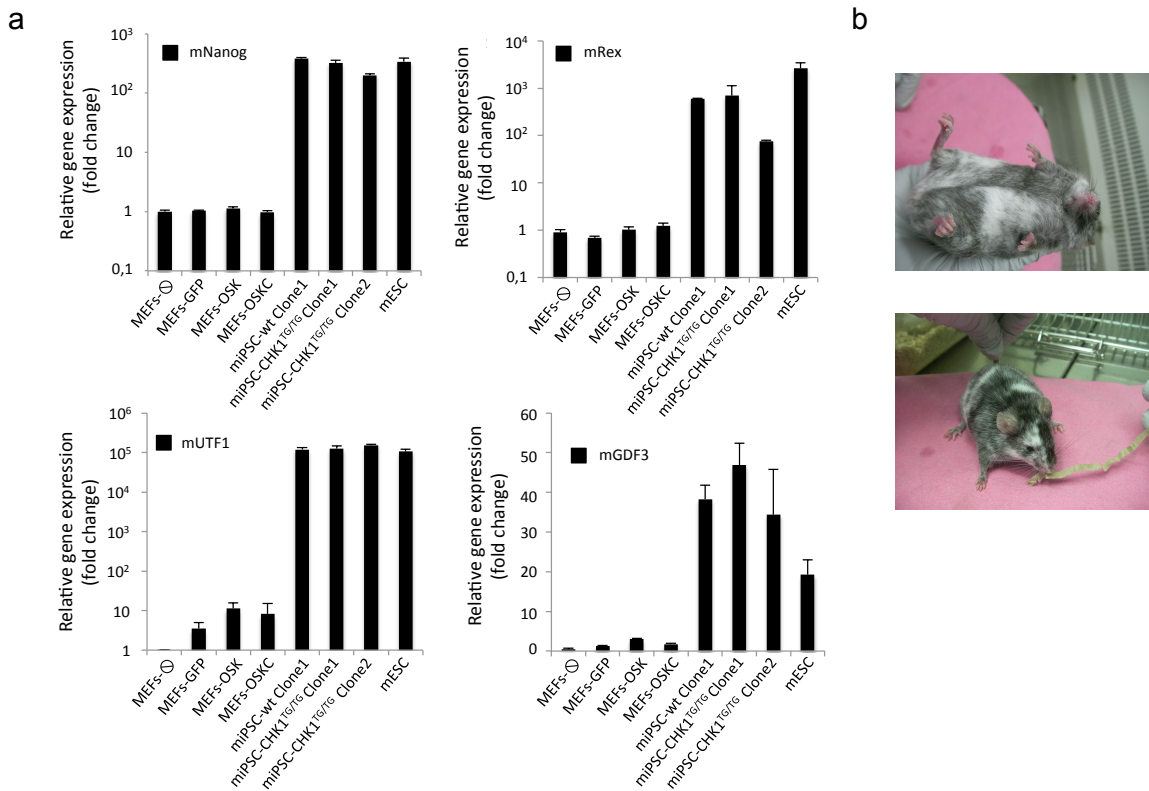 a
b
mNanog
Relative gene expression
(fold change)
10³
10²
10
1
0,1
MEFs-⦸
MEFs-GFP
MEFs-OSK
MEFs-OSKC
miPSC-wt Clone1
miPSC-CHK1ᵀᴳ/ᵀᴳ Clone1
miPSC-CHK1ᵀᴳ/ᵀᴳ Clone2
mESC
mRex
Relative gene expression
(fold change)
10⁴
10³
10²
10
1
0,1
MEFs-⦸
MEFs-GFP
MEFs-OSK
MEFs-OSKC
miPSC-wt Clone1
miPSC-CHK1ᵀᴳ/ᵀᴳ Clone1
miPSC-CHK1ᵀᴳ/ᵀᴳ Clone2
mESC
mUTF1
Relative gene expression
(fold change)
10⁶
10⁵
10⁴
10³
10²
10
1
MEFs-⦸
MEFs-GFP
MEFs-OSK
MEFs-OSKC
miPSC-wt Clone1
miPSC-CHK1ᵀᴳ/ᵀᴳ Clone1
miPSC-CHK1ᵀᴳ/ᵀᴳ Clone2
mESC
mGDF3
Relative gene expression
(fold change)
60
50
40
30
20
10
0
MEFs-⦸
MEFs-GFP
MEFs-OSK
MEFs-OSKC
miPSC-wt Clone1
miPSC-CHK1ᵀᴳ/ᵀᴳ Clone1
miPSC-CHK1ᵀᴳ/ᵀᴳ Clone2
mESC